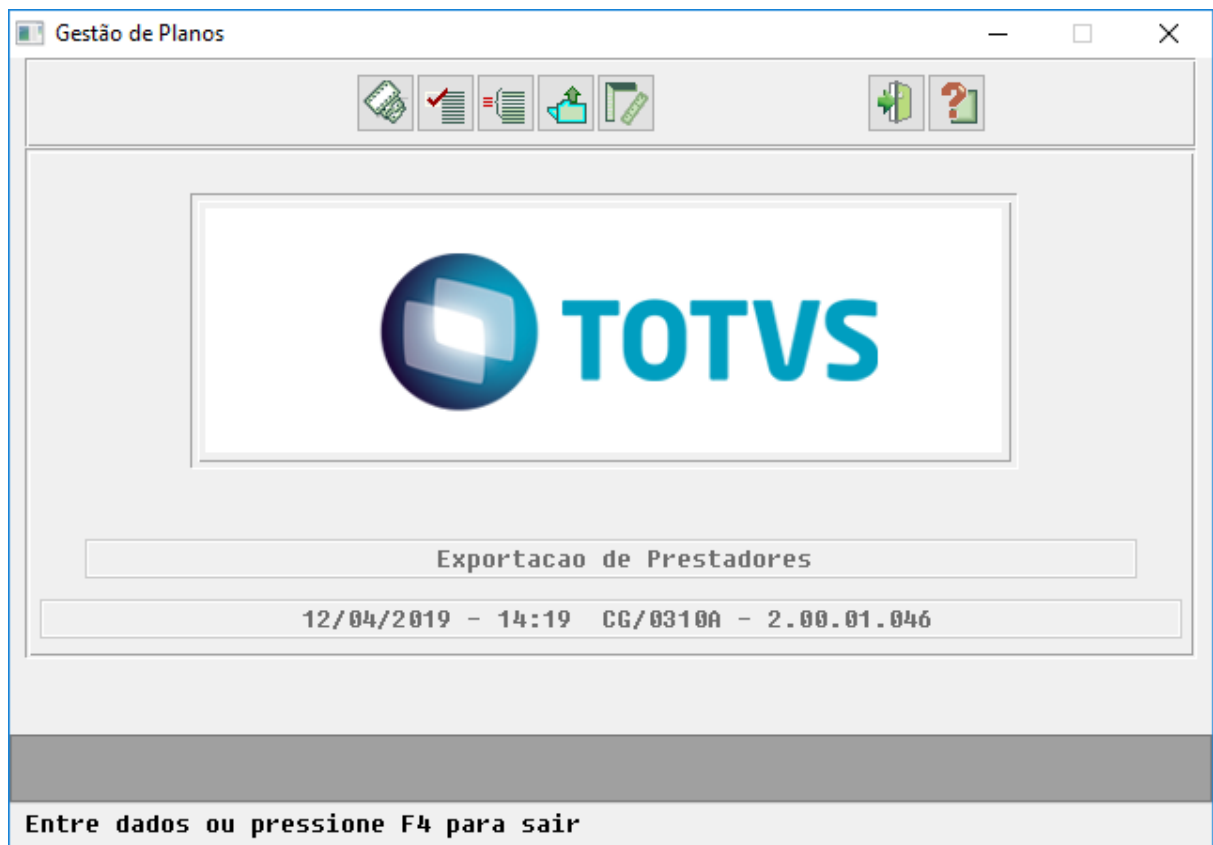 Gestão de Planos
TOTVS
Exportacao de Prestadores
12/04/2019 - 14:19 CG/0310A - 2.00.01.046
Entre dados ou pressione F4 para sair